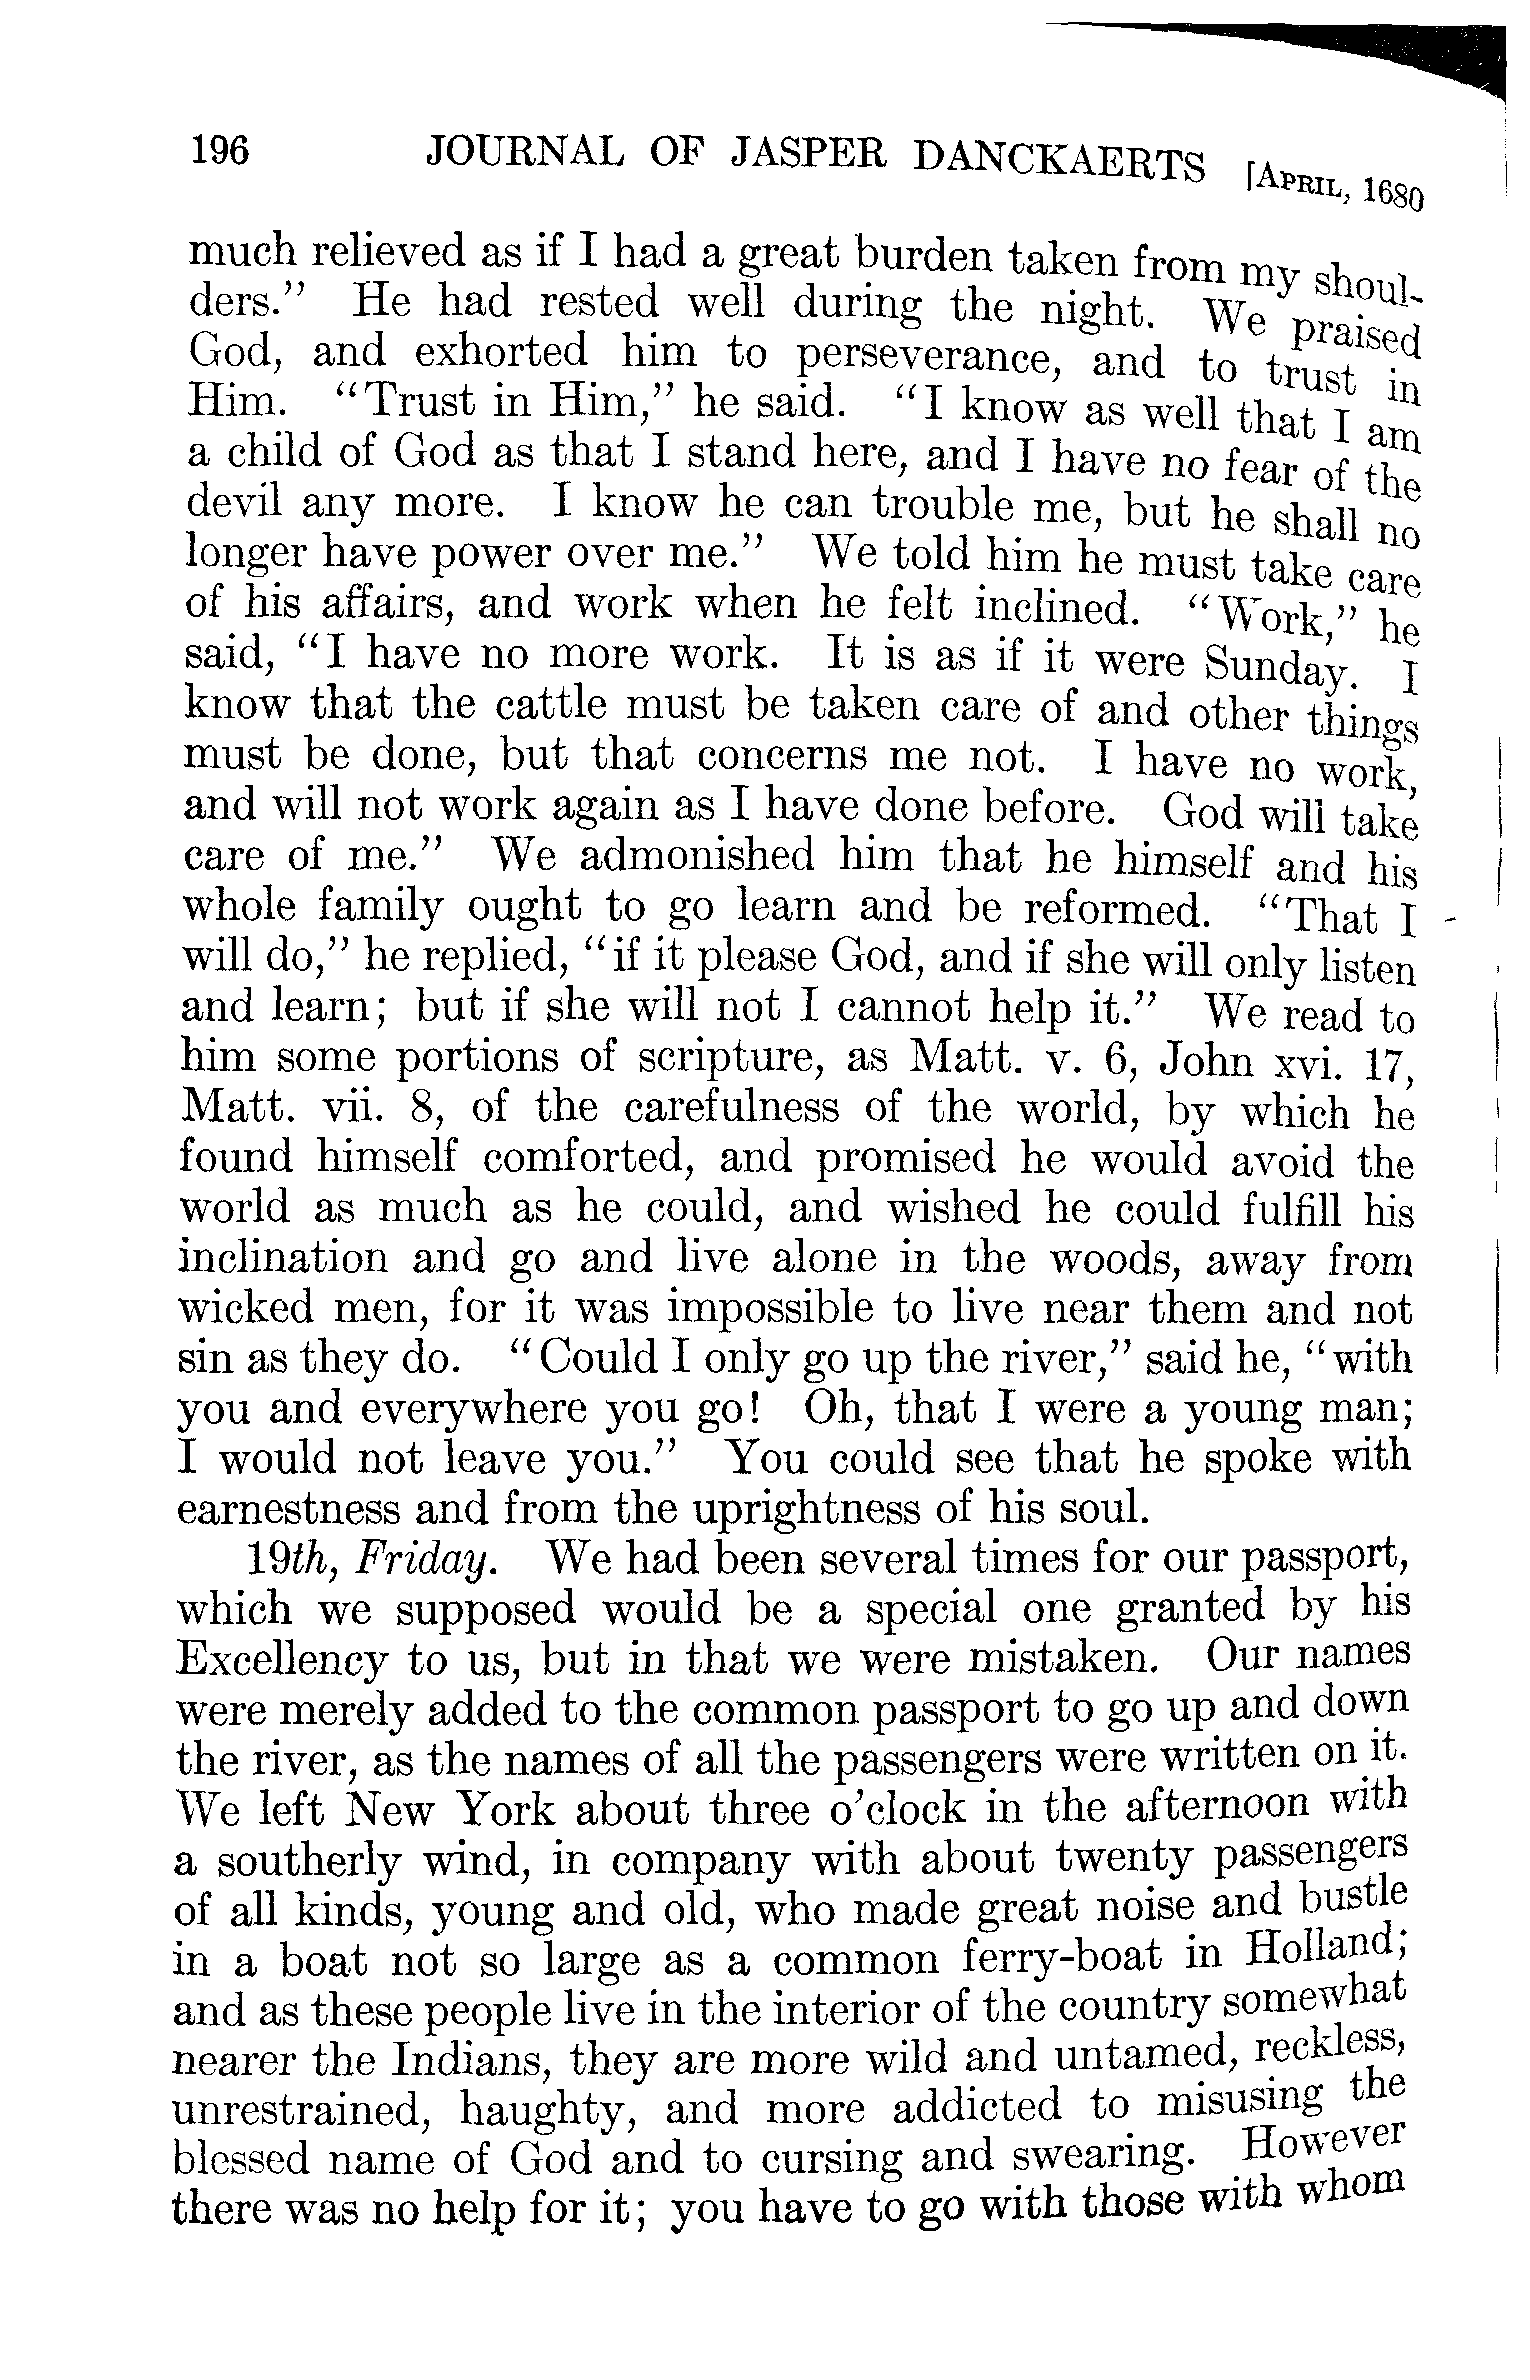 196 JOURNAL OF JASPER DANCKAERTS [APRIL, 1680
much relieved as if I had a great burden taken from my shoul-
ders." He had rested well during the night. We praised
God, and exhorted him to perseverance, and to trust in
Him. "Trust in Him," he said. "I know as well that I am
a child of God as that I stand here, and I have no fear of the
devil any more. I know he can trouble me, but he shall no
longer have power over me." We told him he must take care
of his affairs, and work when he felt inclined. "Work," he
said, "I have no more work. It is as if it were Sunday. I
know that the cattle must be taken care of and other things
must be done, but that concerns me not. I have no work,
and will not work again as I have done before. God will take
care of me." We admonished him that he himself and his
whole family ought to go learn and be reformed. "That I
will do," he replied, "if it please God, and if she will only listen
and learn; but if she will not I cannot help it." We read to
him some portions of scripture, as Matt. v. 6, John xvi. 17,
Matt. vii. 8, of the carefulness of the world, by which he
found himself comforted, and promised he would avoid the
world as much as he could, and wished he could fulfill his
inclination and go and live alone in the woods, away from
wicked men, for it was impossible to live near them and not
sin as they do. "Could I only go up the river," said he, "with
you and everywhere you go! Oh, that I were a young man;
I would not leave you." You could see that he spoke with
earnestness and from the uprightness of his soul.
19th, Friday. We had been several times for our passport,
which we supposed would be a special one granted by his
Excellency to us, but in that we were mistaken. Our names
were merely added to the common passport to go up and down
the river, as the names of all the passengers were written on it.
We left New York about three o'clock in the afternoon with
a southerly wind, in company with about twenty passengers
of all kinds, young and old, who made great noise and bustle
in a boat not so large as a common ferry-boat in Holland;
and as these people live in the interior of the country somewhat
nearer the Indians, they are more wild and untamed, reckless,
unrestrained, haughty, and more addicted to misusing the
blessed name of God and to cursing and swearing. However
there was no help for it; you have to go with those with whom